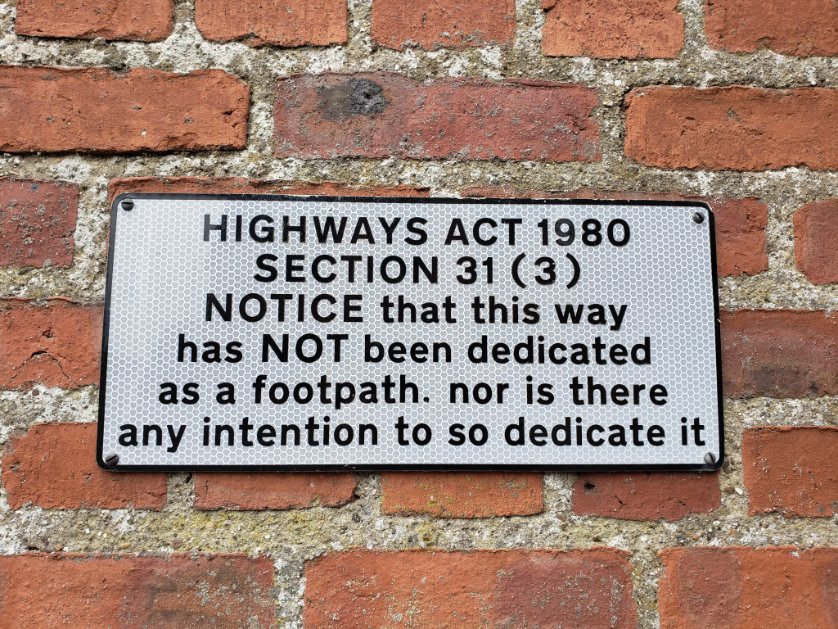 HIGHWAYS ACT 1980
SECTION 31 (3)
NOTICE that this way
has NOT been dedicated
as a footpath. nor is there
any intention to so dedicate it